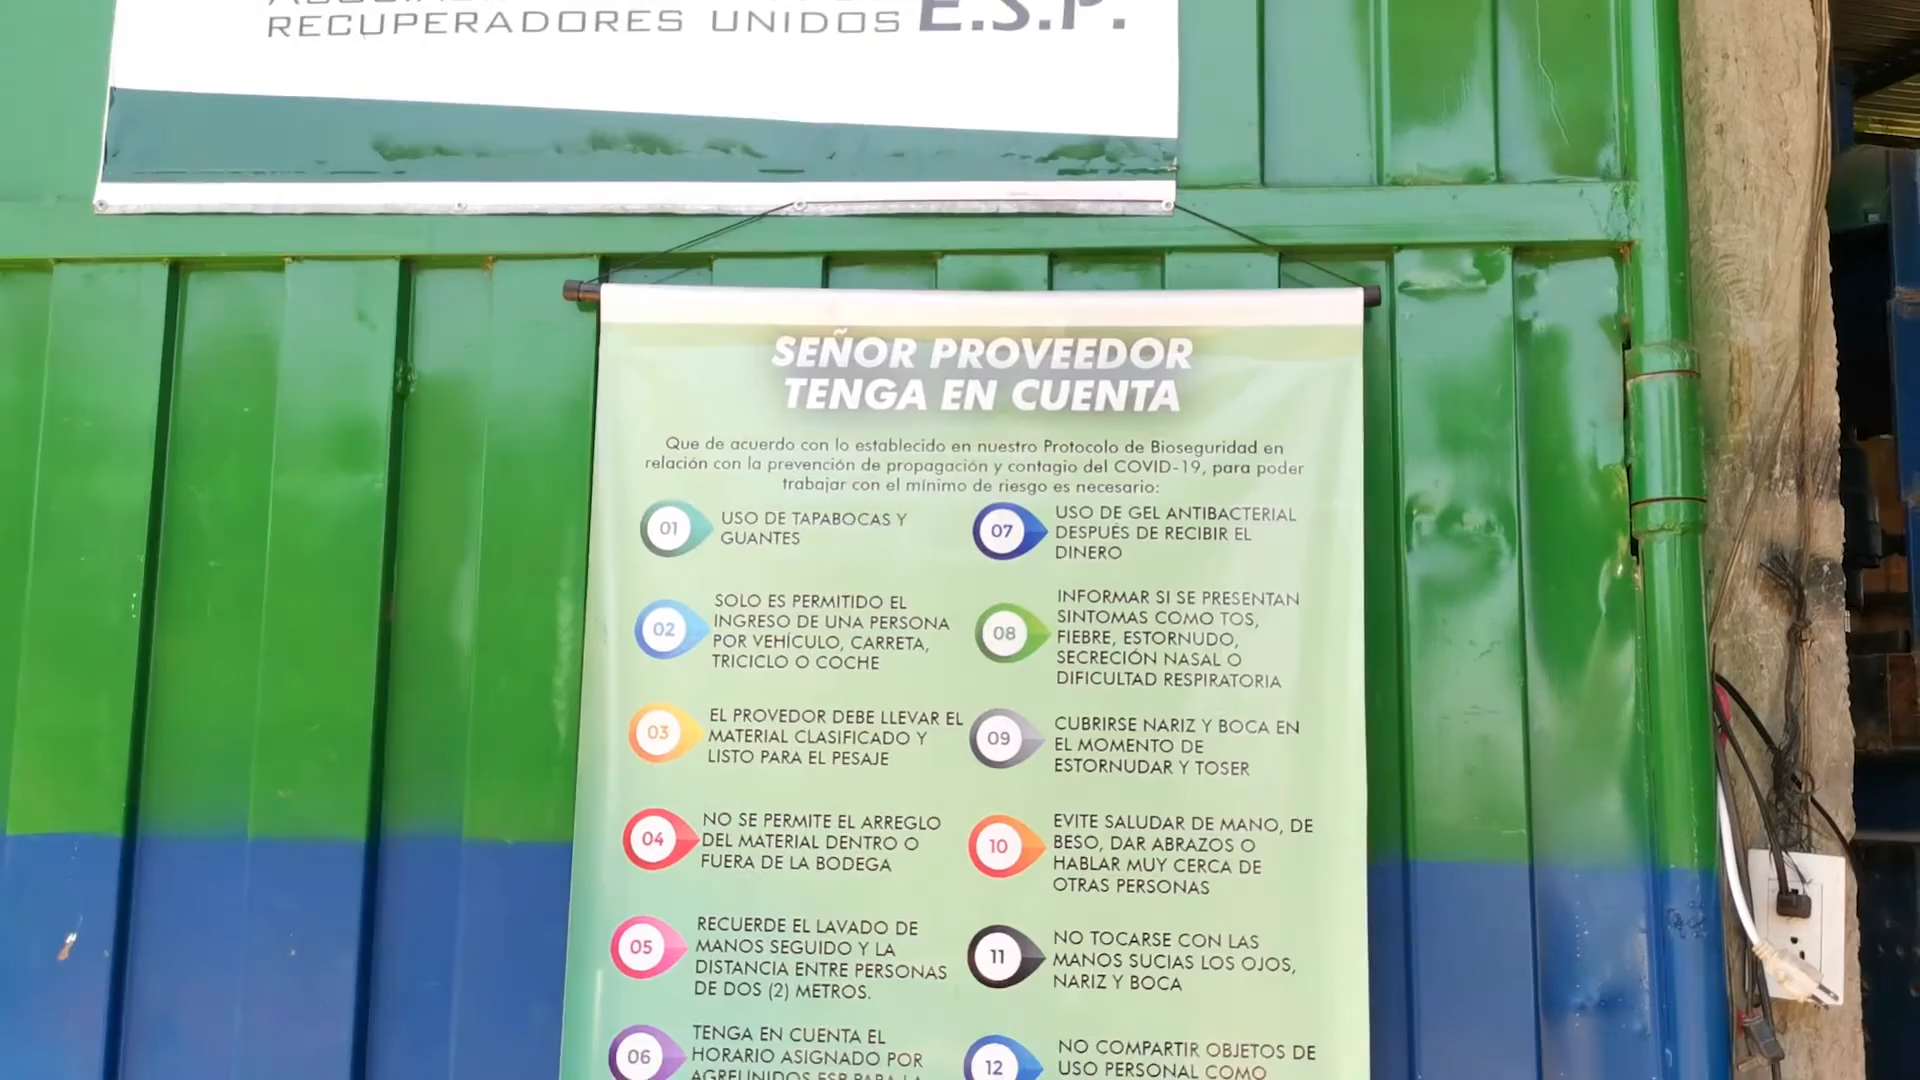 RECUPERADORES UNIDOS E.S.P.
SEÑOR PROVEEDOR
TENGA EN CUENTA
Que de acuerdo con lo establecido en nuestro Protocolo de Bioseguridad en
relación con la prevención de propagación y contagio del COVID-19, para poder
trabajar con el mínimo de riesgo es necesario:
01
USO DE TAPABOCAS Y
GUANTES
02
SOLO ES PERMITIDO EL
INGRESO DE UNA PERSONA
POR VEHÍCULO, CARRETA,
TRICICLO O COCHE
03
EL PROVEDOR DEBE LLEVAR EL
MATERIAL CLASIFICADO Y
LISTO PARA EL PESAJE
04
NO SE PERMITE EL ARREGLO
DEL MATERIAL DENTRO O
FUERA DE LA BODEGA
05
RECUERDE EL LAVADO DE
MANOS SEGUIDO Y LA
DISTANCIA ENTRE PERSONAS
DE DOS (2) METROS.
06
TENGA EN CUENTA EL
HORARIO ASIGNADO POR
AGREUNIDOS ESP PARA LA
07
USO DE GEL ANTIBACTERIAL
DESPUÉS DE RECIBIR EL
DINERO
08
INFORMAR SI SE PRESENTAN
SINTOMAS COMO TOS,
FIEBRE, ESTORNUDO,
SECRECIÓN NASAL O
DIFICULTAD RESPIRATORIA
09
CUBRIRSE NARIZ Y BOCA EN
EL MOMENTO DE
ESTORNUDAR Y TOSER
10
EVITE SALUDAR DE MANO, DE
BESO, DAR ABRAZOS O
HABLAR MUY CERCA DE
OTRAS PERSONAS
11
NO TOCARSE CON LAS
MANOS SUCIAS LOS OJOS,
NARIZ Y BOCA
12
NO COMPARTIR OBJETOS DE
USO PERSONAL COMO